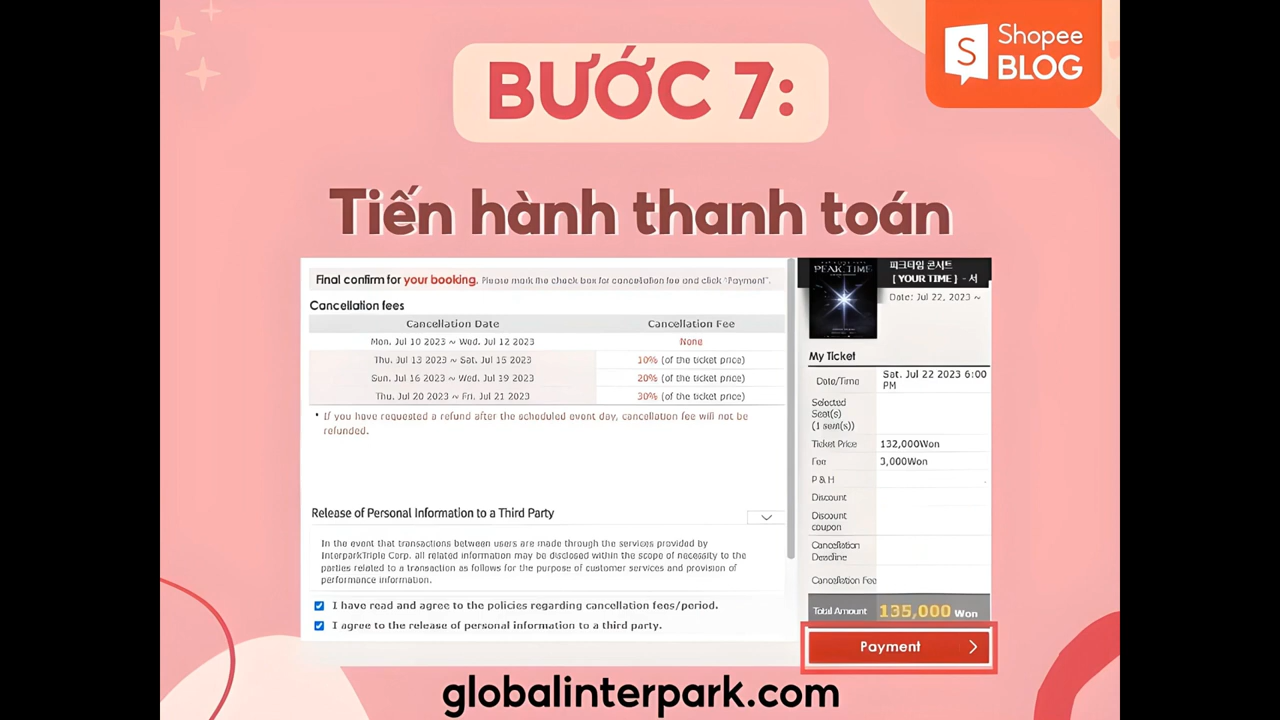 Shopee
BLOG
BƯỚC 7:
Tiến hành thanh toán
Final confirm for your booking. Please mark the check box for cancellation fee and click "Payment".
Cancellation fees
Cancellation Date Cancellation Fee
Mon. Jul 10 2023 ~ Wed. Jul 12 2023 None
Thu. Jul 13 2023 ~ Sat. Jul 15 2023 10% (of the ticket price)
Sun. Jul 16 2023 ~ Wed. Jul 19 2023 20% (of the ticket price)
Thu. Jul 20 2023 ~ Fri. Jul 21 2023 30% (of the ticket price)
• If you have requested a refund after the scheduled event day, cancellation fee will not be
refunded.
Release of Personal Information to a Third Party
In the event that transactions between users are made through the services provided by
InterparkTriple Corp. all related information may be disclosed within the scope of necessity to the
parties related to a transaction as follows for the purpose of customer services and provision of
performance information.
I have read and agree to the policies regarding cancellation fees/period.
I agree to the release of personal information to a third party.
PEAK TIME
피크타임 콘서트
[ YOUR TIME ] - 서
Date: Jul 22, 2023 ~
My Ticket
Date/Time Sat. Jul 22 2023 6:00
PM
Selected
Seat(s)
(1 seat(s))
Ticket Price 132,000Won
Fee 3,000Won
P & H
Discount
Discount
coupon
Cancellation
Deadline
Cancellation Fee
Total Amount 135,000 Won
Payment
globalinterpark.com